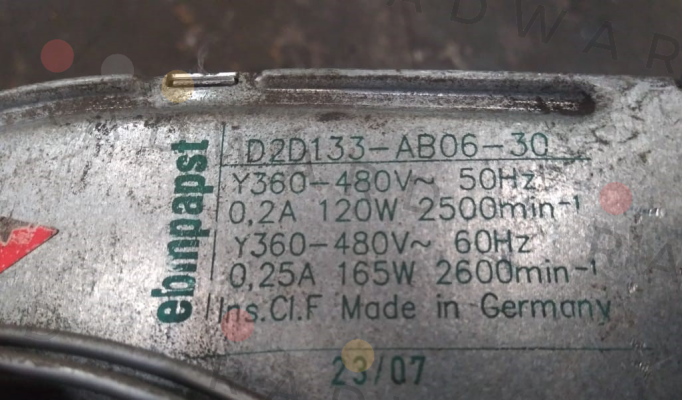 D2D133-AB06-30
ebmpapst
Y360-480V~ 50Hz
0,2A 120W 2500min-1
Y360-480V~ 60Hz
0,25A 165W 2600min-1
Ins.Cl.F Made in Germany
23/07